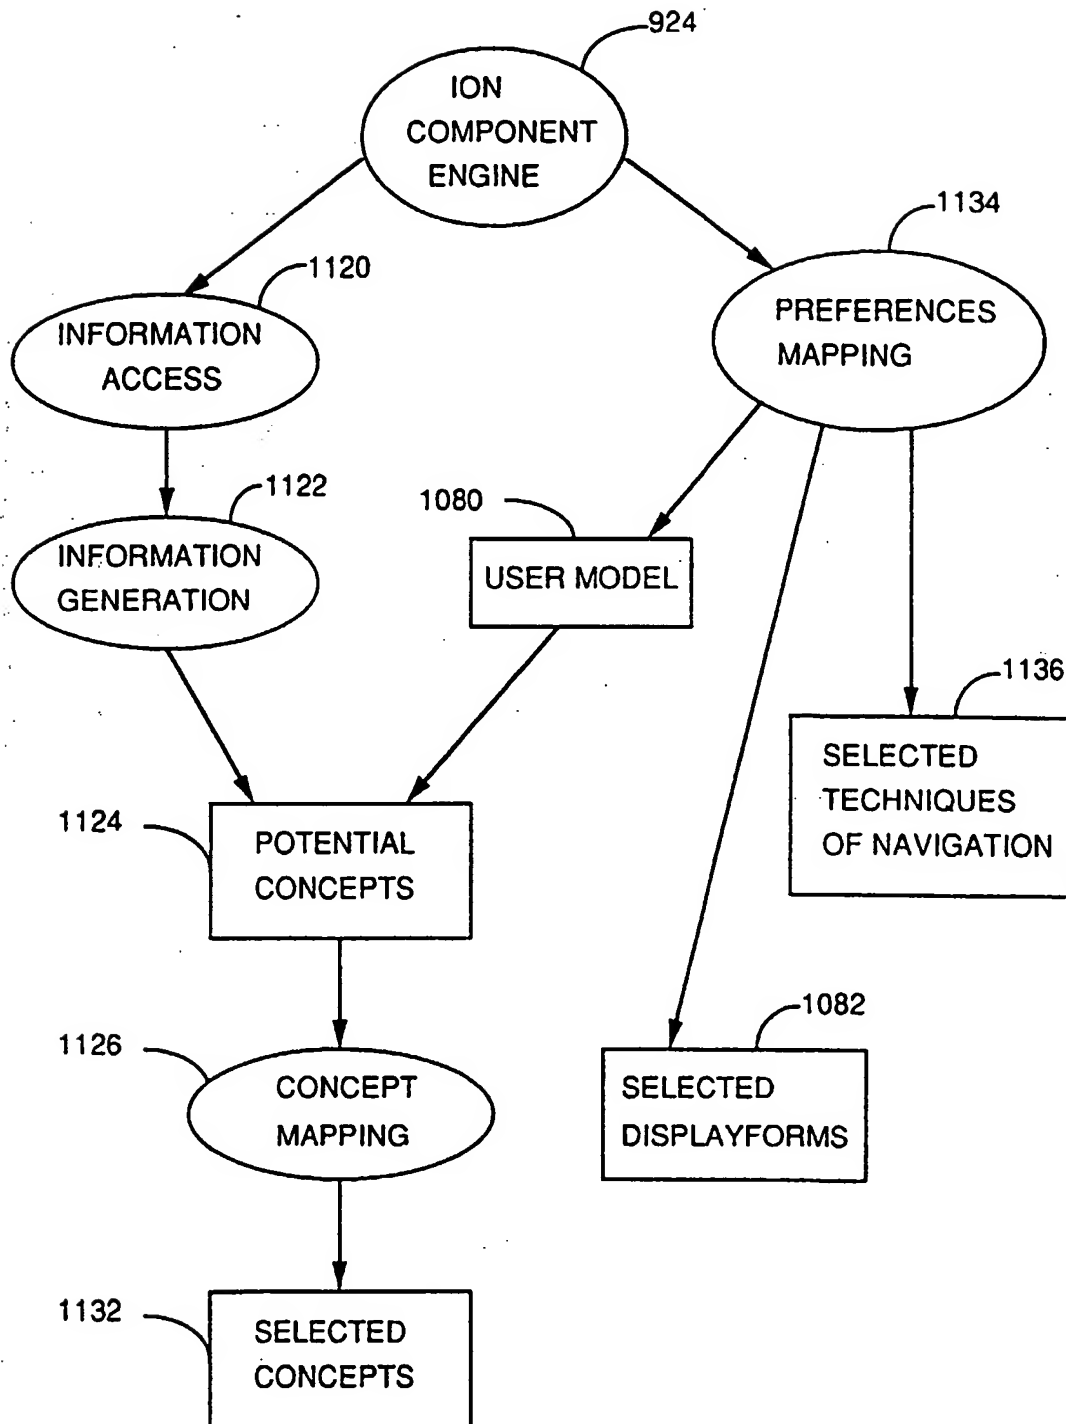 924
ION
COMPONENT
ENGINE
1134
1120
PREFERENCES
MAPPING
INFORMATION
ACCESS
1122
1080
INFORMATION
GENERATION
USER MODEL
1136
SELECTED
TECHNIQUES
OF NAVIGATION
1124
POTENTIAL
CONCEPTS
1082
1126
CONCEPT
MAPPING
SELECTED
DISPLAYFORMS
1132
SELECTED
CONCEPTS